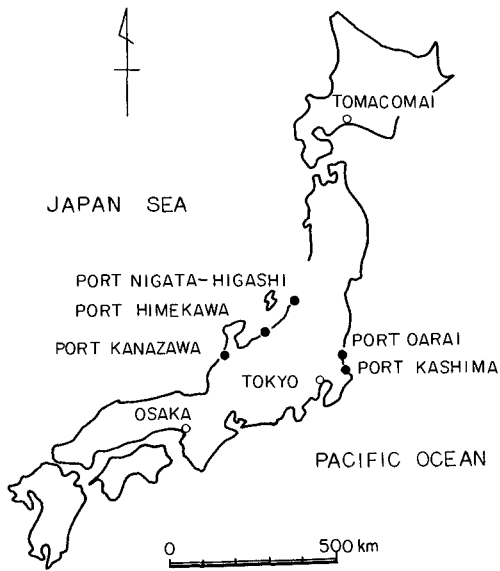 TOMACOMAI
JAPAN SEA
PORT NIGATA-HIGASHI
PORT HIMEKAWA
PORT KANAZAWA
PORT OARAI
PORT KASHIMA
TOKYO
OSAKA
PACIFIC OCEAN
0 500 km